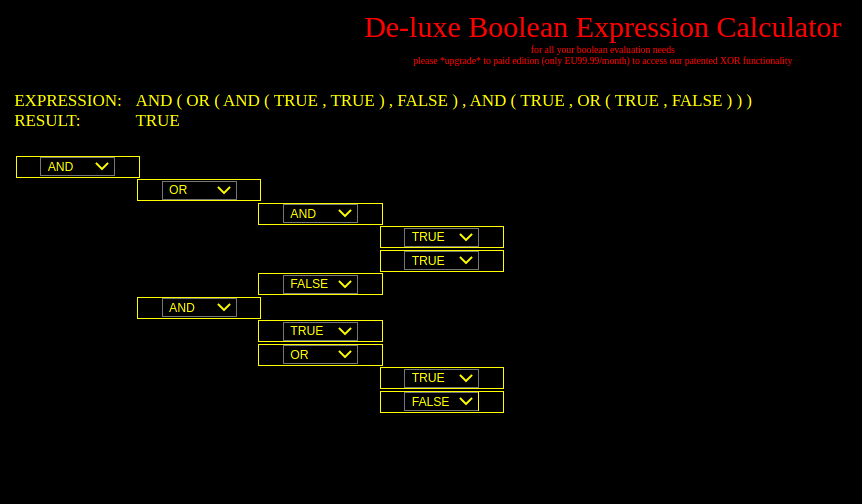 De-luxe Boolean Expression Calculator
for all your boolean evaluation needs
please *upgrade* to paid edition (only EU99.99/month) to access our patented XOR functionality
EXPRESSION: AND ( OR ( AND ( TRUE , TRUE ) , FALSE ) , AND ( TRUE , OR ( TRUE , FALSE ) ) )
RESULT: TRUE
AND
OR
AND
TRUE
TRUE
FALSE
AND
TRUE
OR
TRUE
FALSE